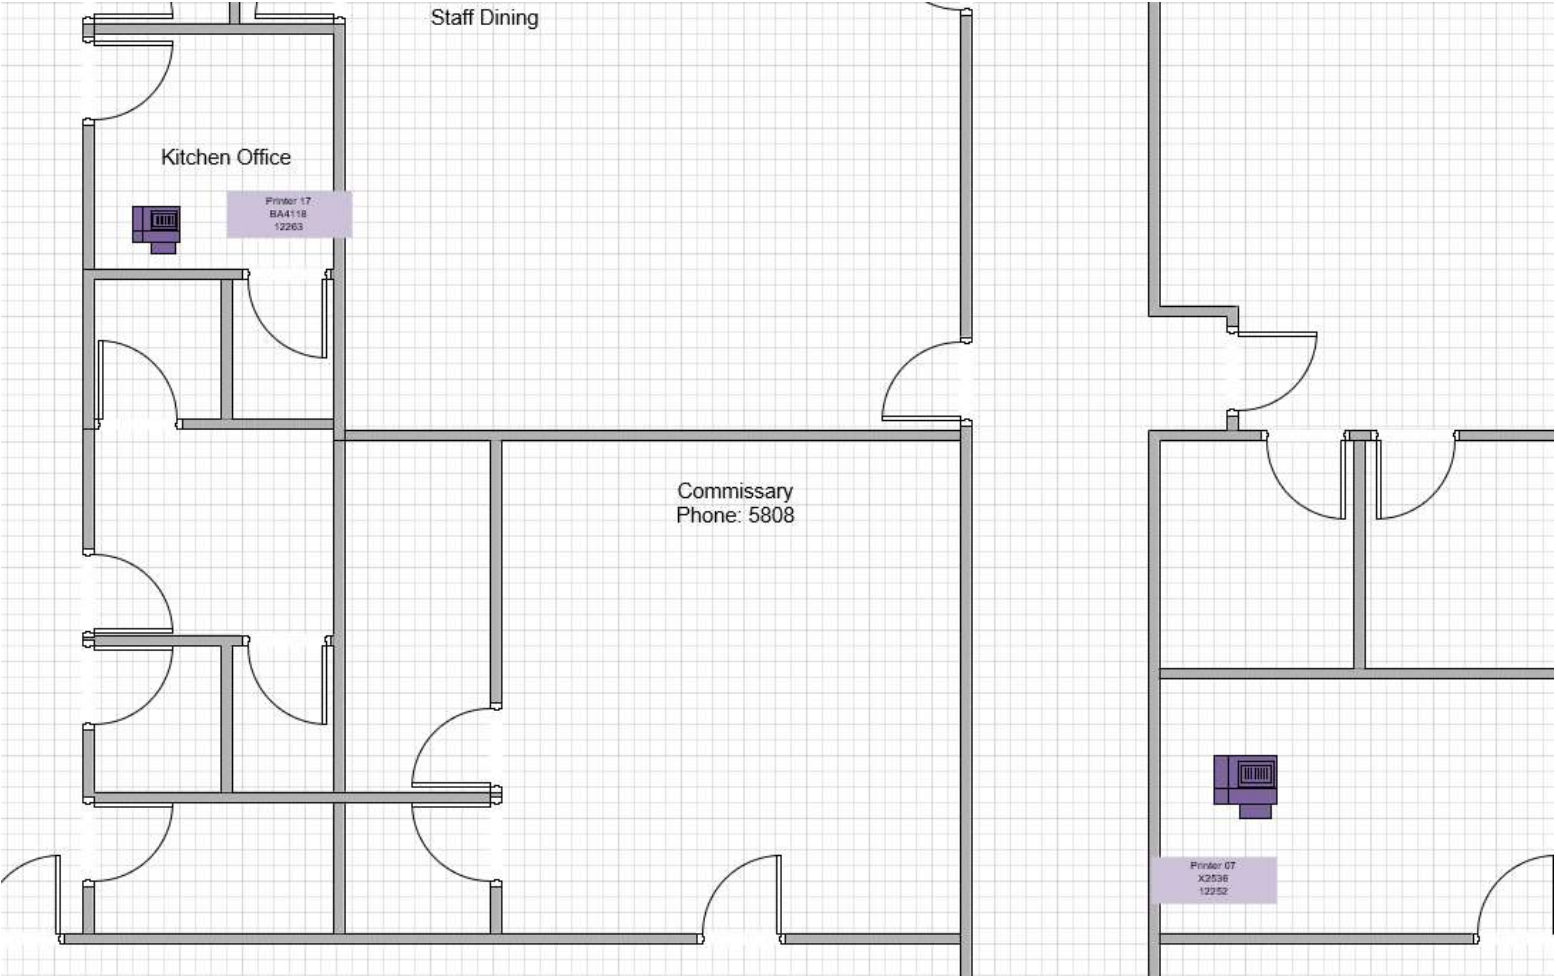 Staff Dining
Kitchen Office
Printer 17
BA4118
12263
Commissary
Phone: 5808
Printer 07
X2536
12252